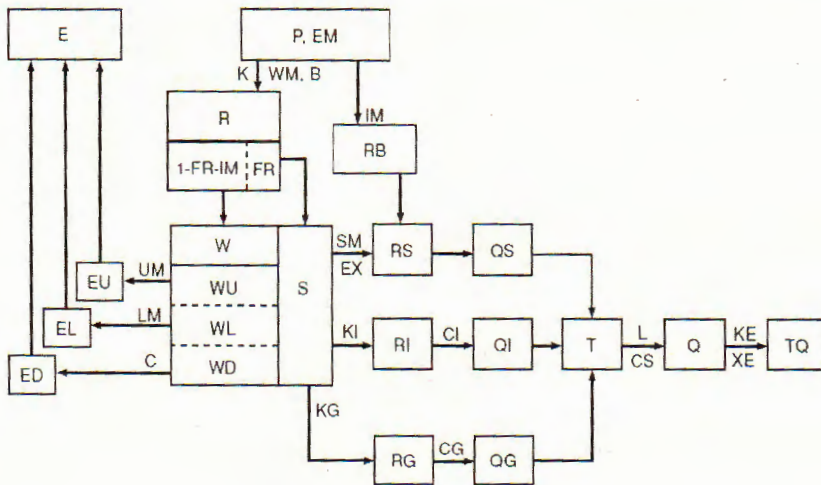 E
P, EM
K
WM, B
R
IM
RB
1-FR-IM
FR
W
S
SM
EX
RS
QS
UM
EU
WU
LM
EL
WL
KI
RI
CI
QI
T
L
CS
Q
KE
XE
TQ
C
ED
WD
KG
RG
CG
QG